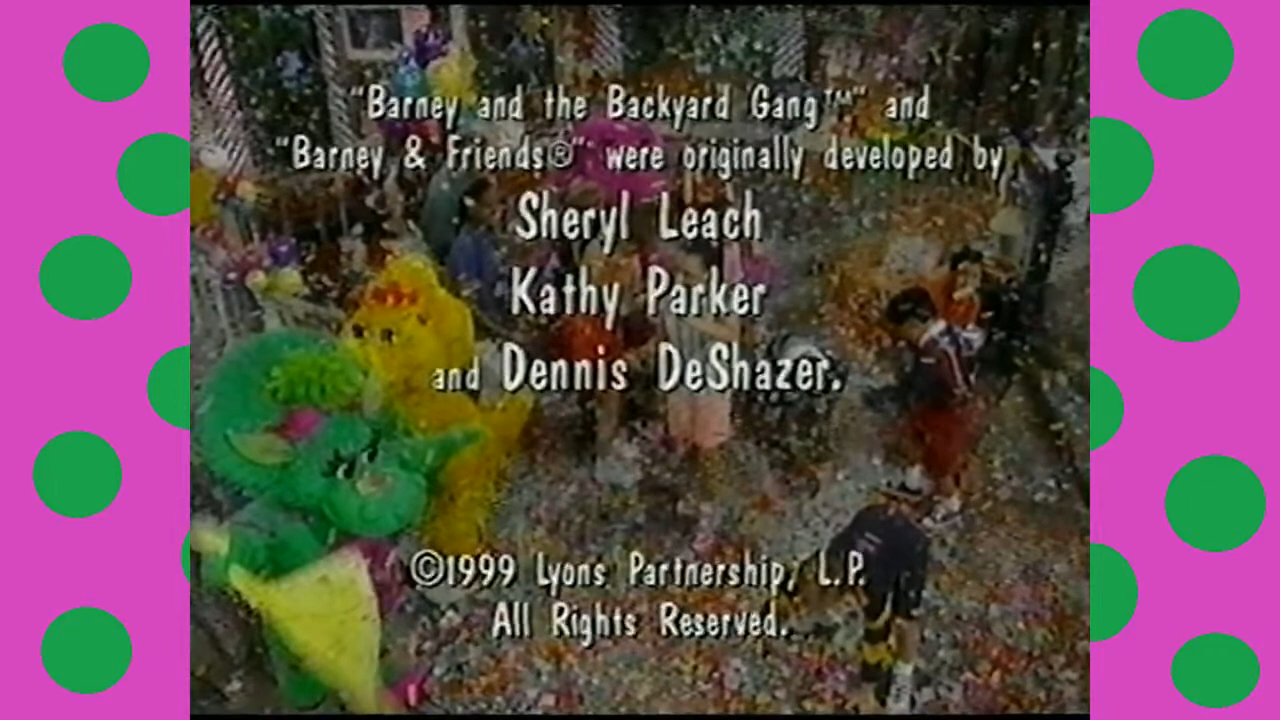 "Barney and the Backyard Gang™" and
"Barney & Friends®" were originally developed by
Sheryl Leach
Kathy Parker
and Dennis DeShazer.
©1999 Lyons Partnership, L.P.
All Rights Reserved.